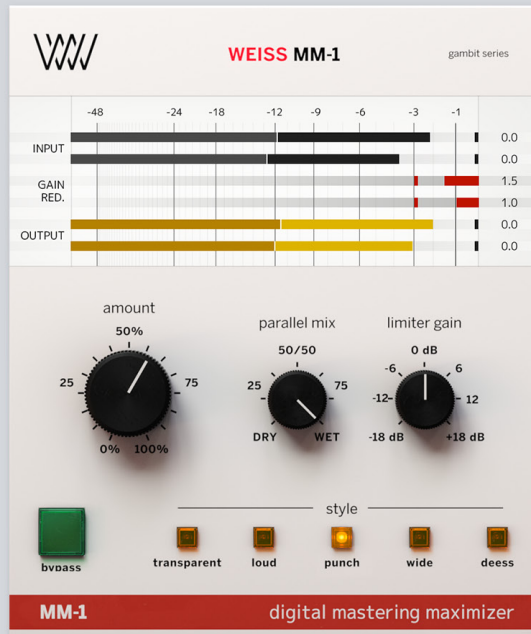 WEISS MM-1
gambit series
-48 -24 -18 -12 -9 -6 -3 -1
INPUT 0.0
0.0
GAIN RED. 1.5
1.0
OUTPUT 0.0
0.0
amount
50%
25 75
0% 100%
parallel mix
50/50
25 75
DRY WET
limiter gain
0 dB
-6 6
-12 12
-18 dB +18 dB
style
bypass
transparent loud punch wide deess
MM-1 digital mastering maximizer